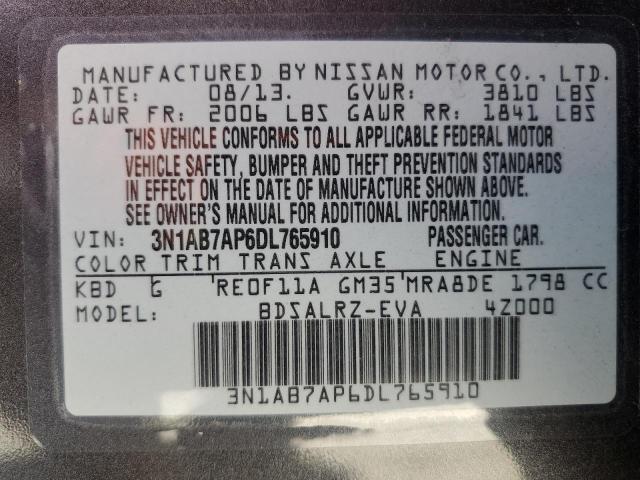 MANUFACTURED BY NISSAN MOTOR CO., LTD.
DATE: 08/13. GVWR: 3810 LBS
GAWR FR: 2006 LBS GAWR RR: 1841 LBS
THIS VEHICLE CONFORMS TO ALL APPLICABLE FEDERAL MOTOR
VEHICLE SAFETY, BUMPER AND THEFT PREVENTION STANDARDS
IN EFFECT ON THE DATE OF MANUFACTURE SHOWN ABOVE.
SEE OWNER'S MANUAL FOR ADDITIONAL INFORMATION.
VIN: 3N1AB7AP6DL765910 PASSENGER CAR.
COLOR TRIM TRANS AXLE ENGINE
KBD G RE0F11A GM35 MRA8DE 1798 CC
MODEL: BDSALRZ-EVA 4Z000
3N1AB7AP6DL765910